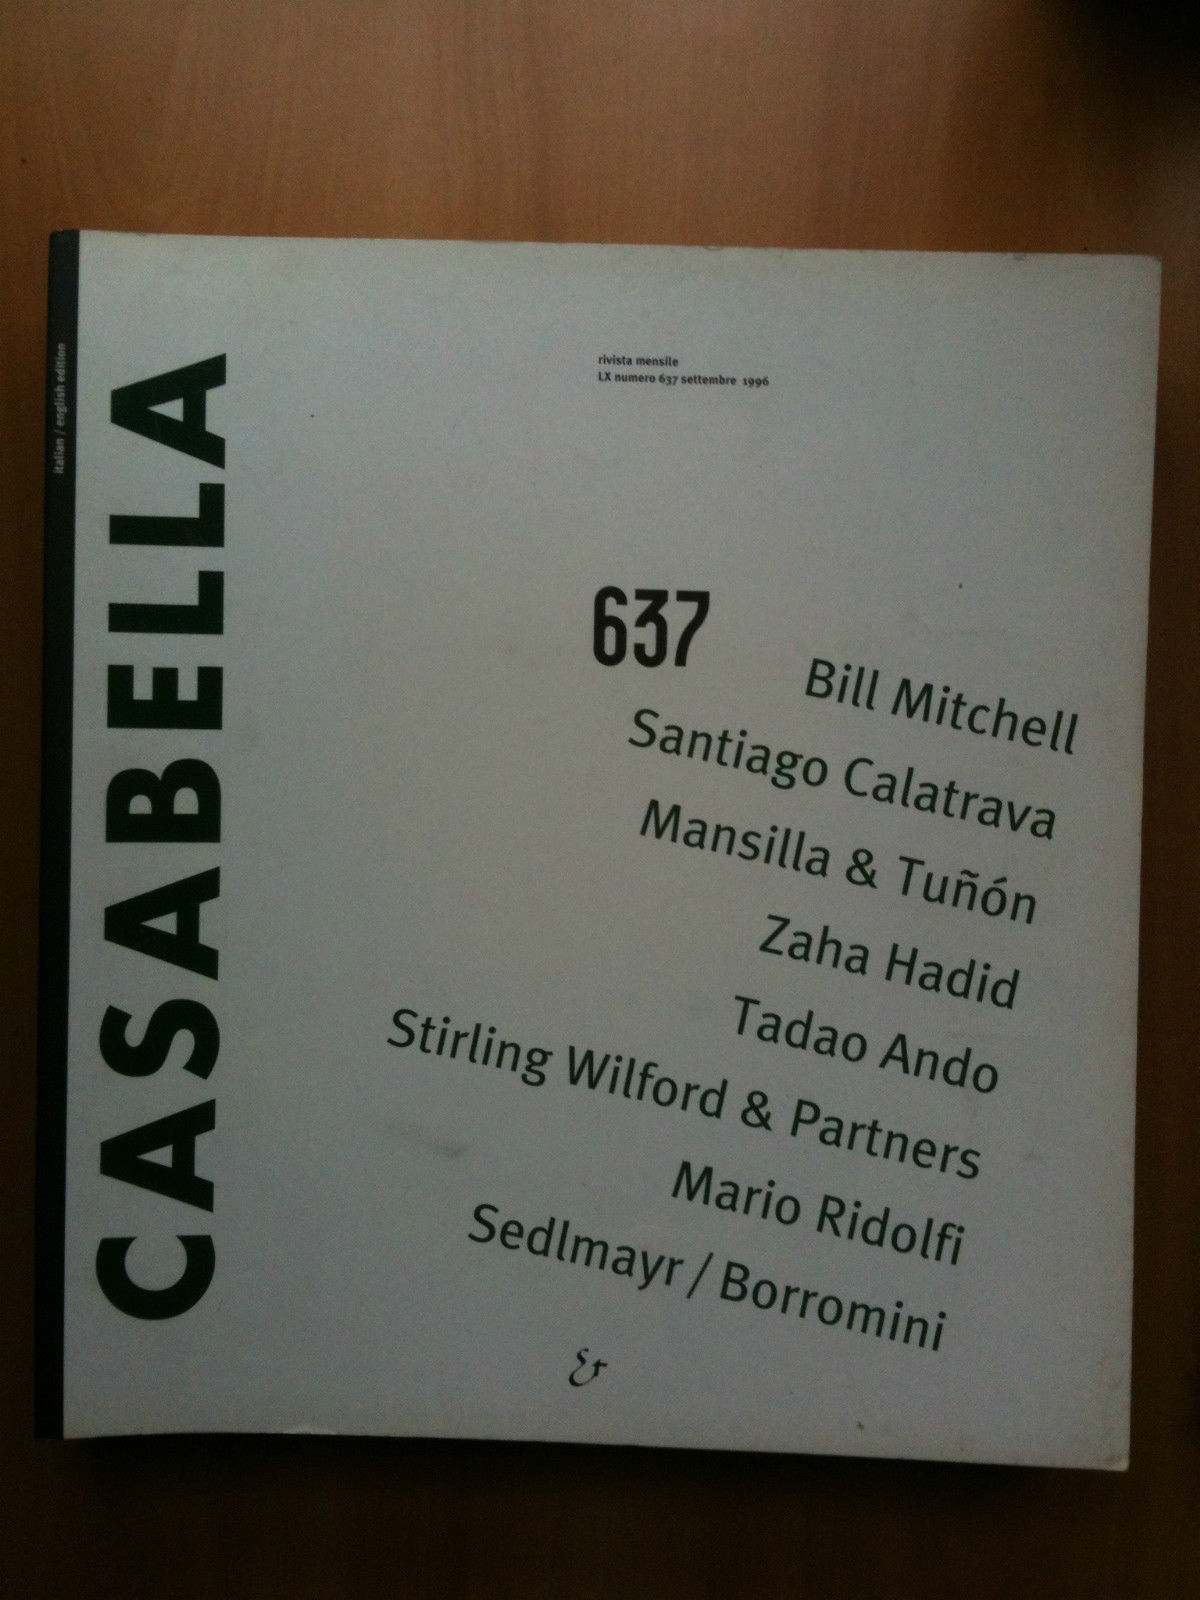 italian / english edition
CASABELLA
rivista mensile
LX numero 637 settembre 1996
637
Bill Mitchell
Santiago Calatrava
Mansilla & Tuñón
Zaha Hadid
Tadao Ando
Stirling Wilford & Partners
Mario Ridolfi
Sedlmayr / Borromini
&